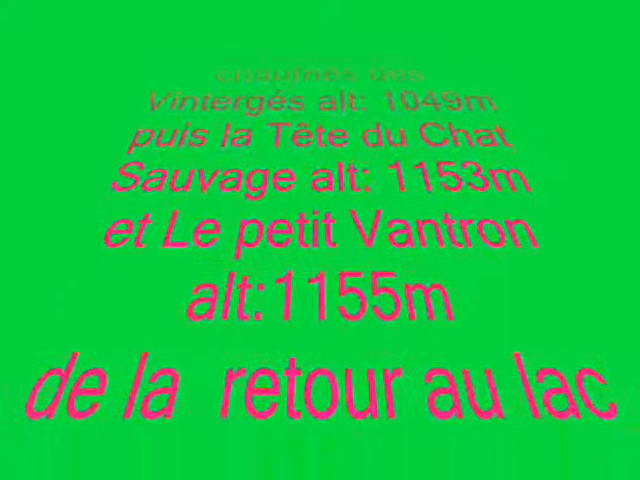 chaumes des
Vintergés alt: 1049m
puis la Tête du Chat
Sauvage alt: 1153m
et Le petit Vantron
alt:1155m
de la retour au lac